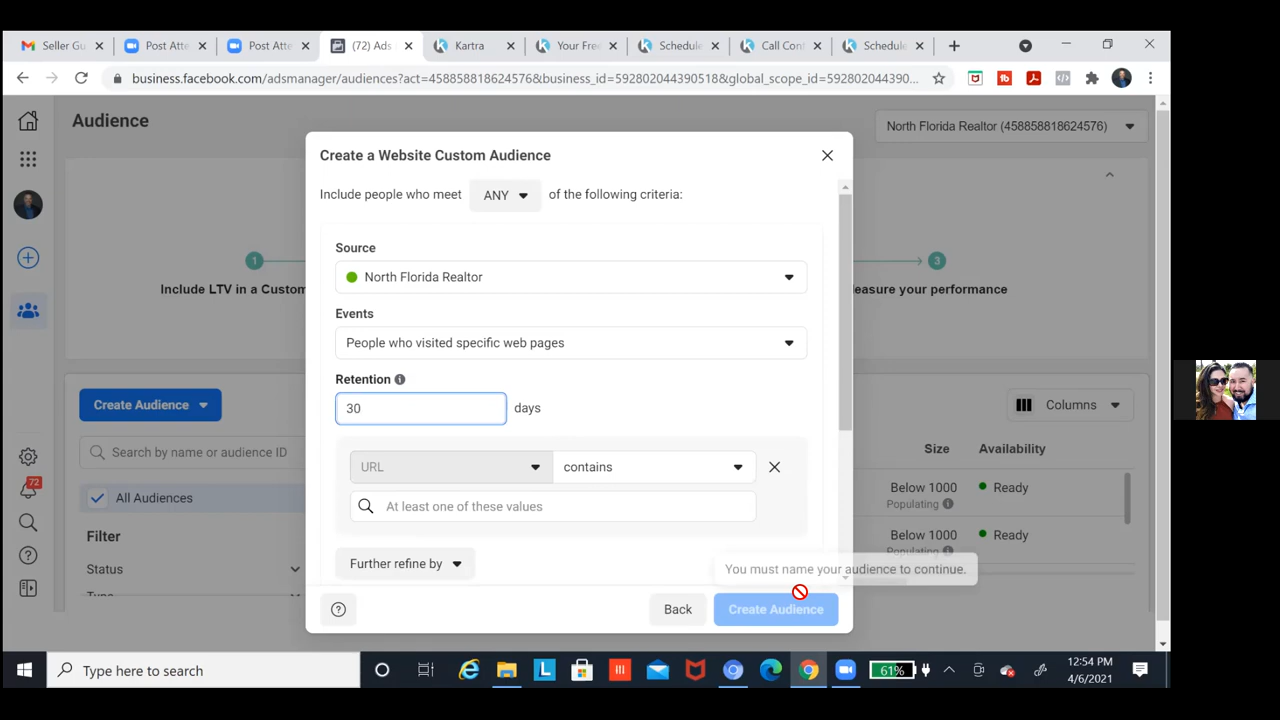 Seller Gu
Post Atte
Post Atte
(72) Ads
Kartra
Your Free
Schedule
Call Cont
Schedule
business.facebook.com/adsmanager/audiences?act=458858818624576&business_id=592802044390518&global_scope_id=592802044390...
Audience
North Florida Realtor (458858818624576)
Create a Website Custom Audience
Include people who meet ANY of the following criteria:
1
3
Include LTV in a Custom
easure your performance
Source
North Florida Realtor
Events
People who visited specific web pages
Retention
30 days
Create Audience
Columns
Search by name or audience ID
URL contains
At least one of these values
Size
Availability
All Audiences
Below 1000
Ready
Populating
72
Filter
Below 1000
Ready
Populating
Status
Type
Further refine by
You must name your audience to continue.
Back
Create Audience
Type here to search
61%
12:54 PM
4/6/2021